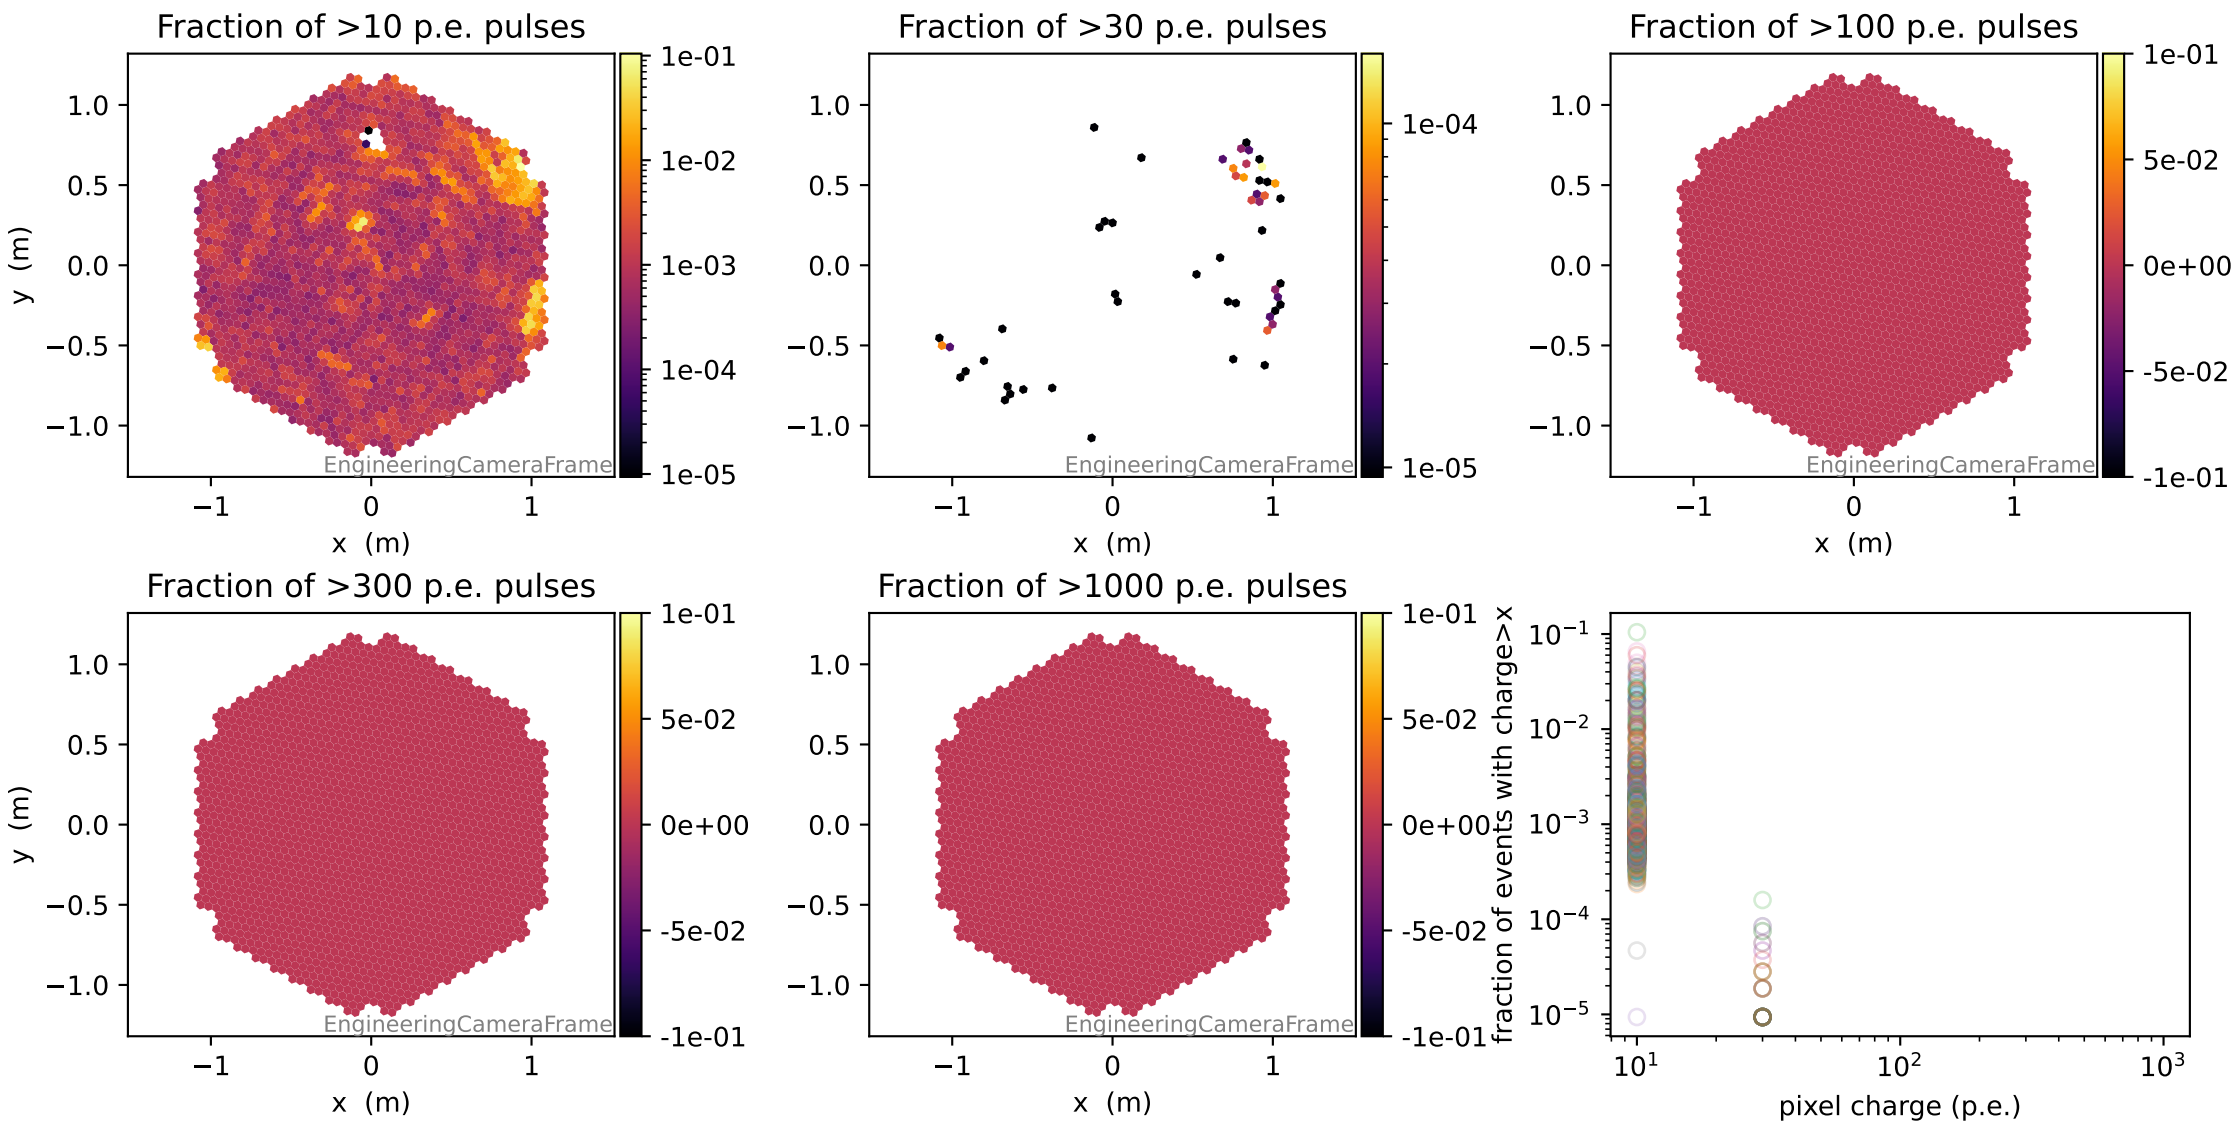 Fraction of >10 p.e. pulses
1.0
0.5
0.0
−0.5
−1.0
y (m)
−1
0
1
x (m)
EngineeringCameraFrame
1e-01
1e-02
1e-03
1e-04
1e-05
Fraction of >30 p.e. pulses
1.0
0.5
0.0
−0.5
−1.0
−1
0
1
x (m)
EngineeringCameraFrame
1e-04
1e-05
Fraction of >100 p.e. pulses
1.0
0.5
0.0
−0.5
−1.0
−1
0
1
x (m)
EngineeringCameraFrame
1e-01
5e-02
0e+00
-5e-02
-1e-01
Fraction of >300 p.e. pulses
1.0
0.5
0.0
−0.5
−1.0
y (m)
−1
0
1
x (m)
EngineeringCameraFrame
1e-01
5e-02
0e+00
-5e-02
-1e-01
Fraction of >1000 p.e. pulses
1.0
0.5
0.0
−0.5
−1.0
−1
0
1
x (m)
EngineeringCameraFrame
1e-01
5e-02
0e+00
-5e-02
-1e-01
fraction of events with charge>x
10⁻¹
10⁻²
10⁻³
10⁻⁴
10⁻⁵
10¹
10²
10³
pixel charge (p.e.)